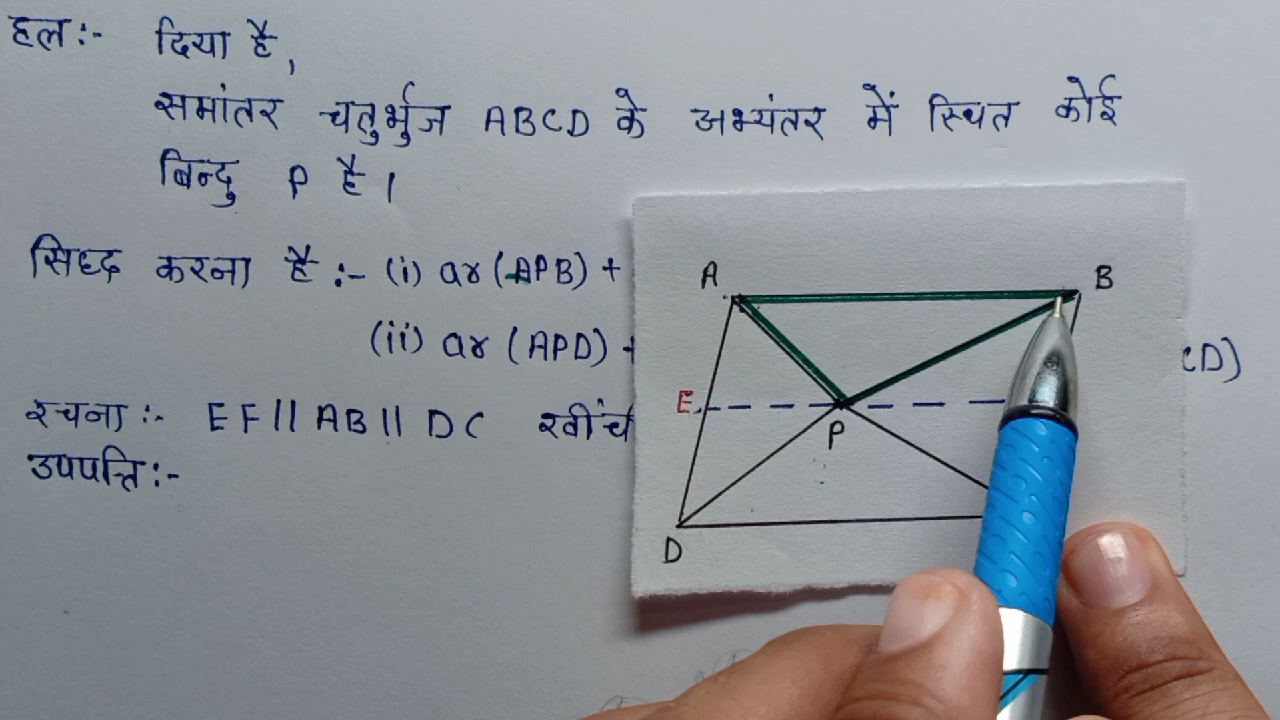 हल :- दिया है,
समांतर चतुर्भुज ABCD के अभ्यंतर में स्थित कोई
बिन्दु P है।
सिध्द करना है :- (i) ar (APB) +
(ii) ar (APD) +
CD)
रचना :- EF || AB || DC खींचे
उपपत्ति :-
A B
E
P
D